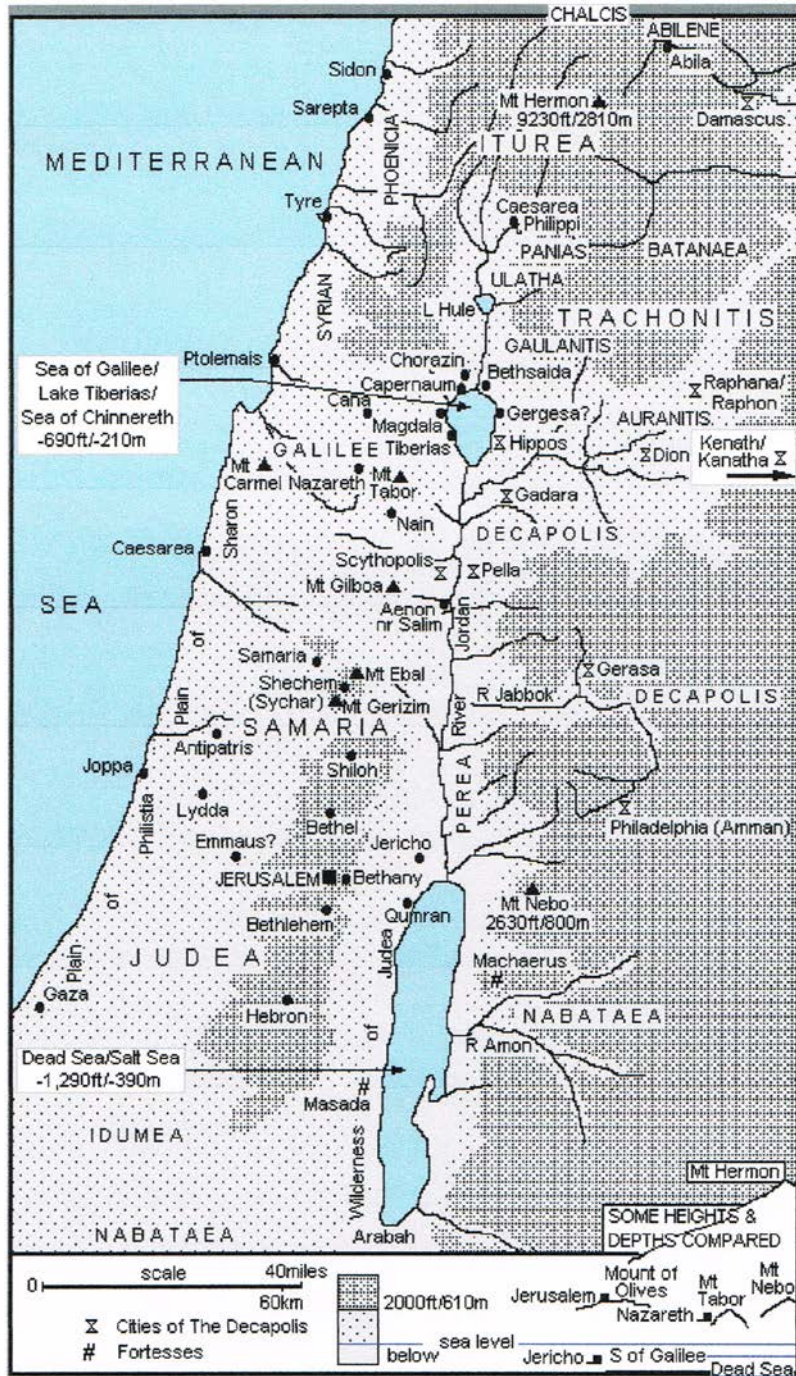 CHALCIS
ABILENE
Abila
Sidon
Mt Hermon
9230ft/2810m
Damascus
Sarepta
ITUREA
MEDITERRANEAN
PHOENICIA
Tyre
Caesarea
Philippi
PANIAS
BATANAEA
ULATHA
SYRIAN
L Hule
TRACHONITIS
GAULANITIS
Ptolemais
Chorazin
Bethsaida
Sea of Galilee/
Lake Tiberias/
Sea of Chinnereth
-690ft/-210m
Capernaum
Raphana/
Raphon
Cana
Magdala
Gergesa?
AURANITIS
Tiberias
Hippos
Kenath/
Kanatha
GALILEE
Dion
Mt
Carmel
Nazareth
Mt
Tabor
Gadara
Nain
DECAPOLIS
Sharon
Caesarea
Scythopolis
Pella
Mt Gilboa
SEA
Aenon
nr Salim
Jordan
of
Samaria
Mt Ebal
Gerasa
Shechem
(Sychar)
Mt Gerizim
R Jabbok
DECAPOLIS
SAMARIA
River
Plain
Antipatris
Joppa
Shiloh
Lydda
PEREA
Philistia
Bethel
Philadelphia (Amman)
Emmaus?
Jericho
JERUSALEM
Bethany
of
Mt Nebo
2630ft/800m
Bethlehem
Qumran
JUDEA
Judea
Plain
Machaerus
Gaza
Hebron
NABATAEA
of
R Arnon
Dead Sea/Salt Sea
-1,290ft/-390m
Masada
IDUMEA
Wilderness
Mt Hermon
NABATAEA
Arabah
SOME HEIGHTS &
DEPTHS COMPARED
scale
0
40miles
60km
Cities of The Decapolis
# Fortesses
2000ft/610m
sea level
below
Jerusalem
Mount of
Olives
Nazareth
Mt
Tabor
Mt
Nebo
Jericho
S of Galilee
Dead Sea